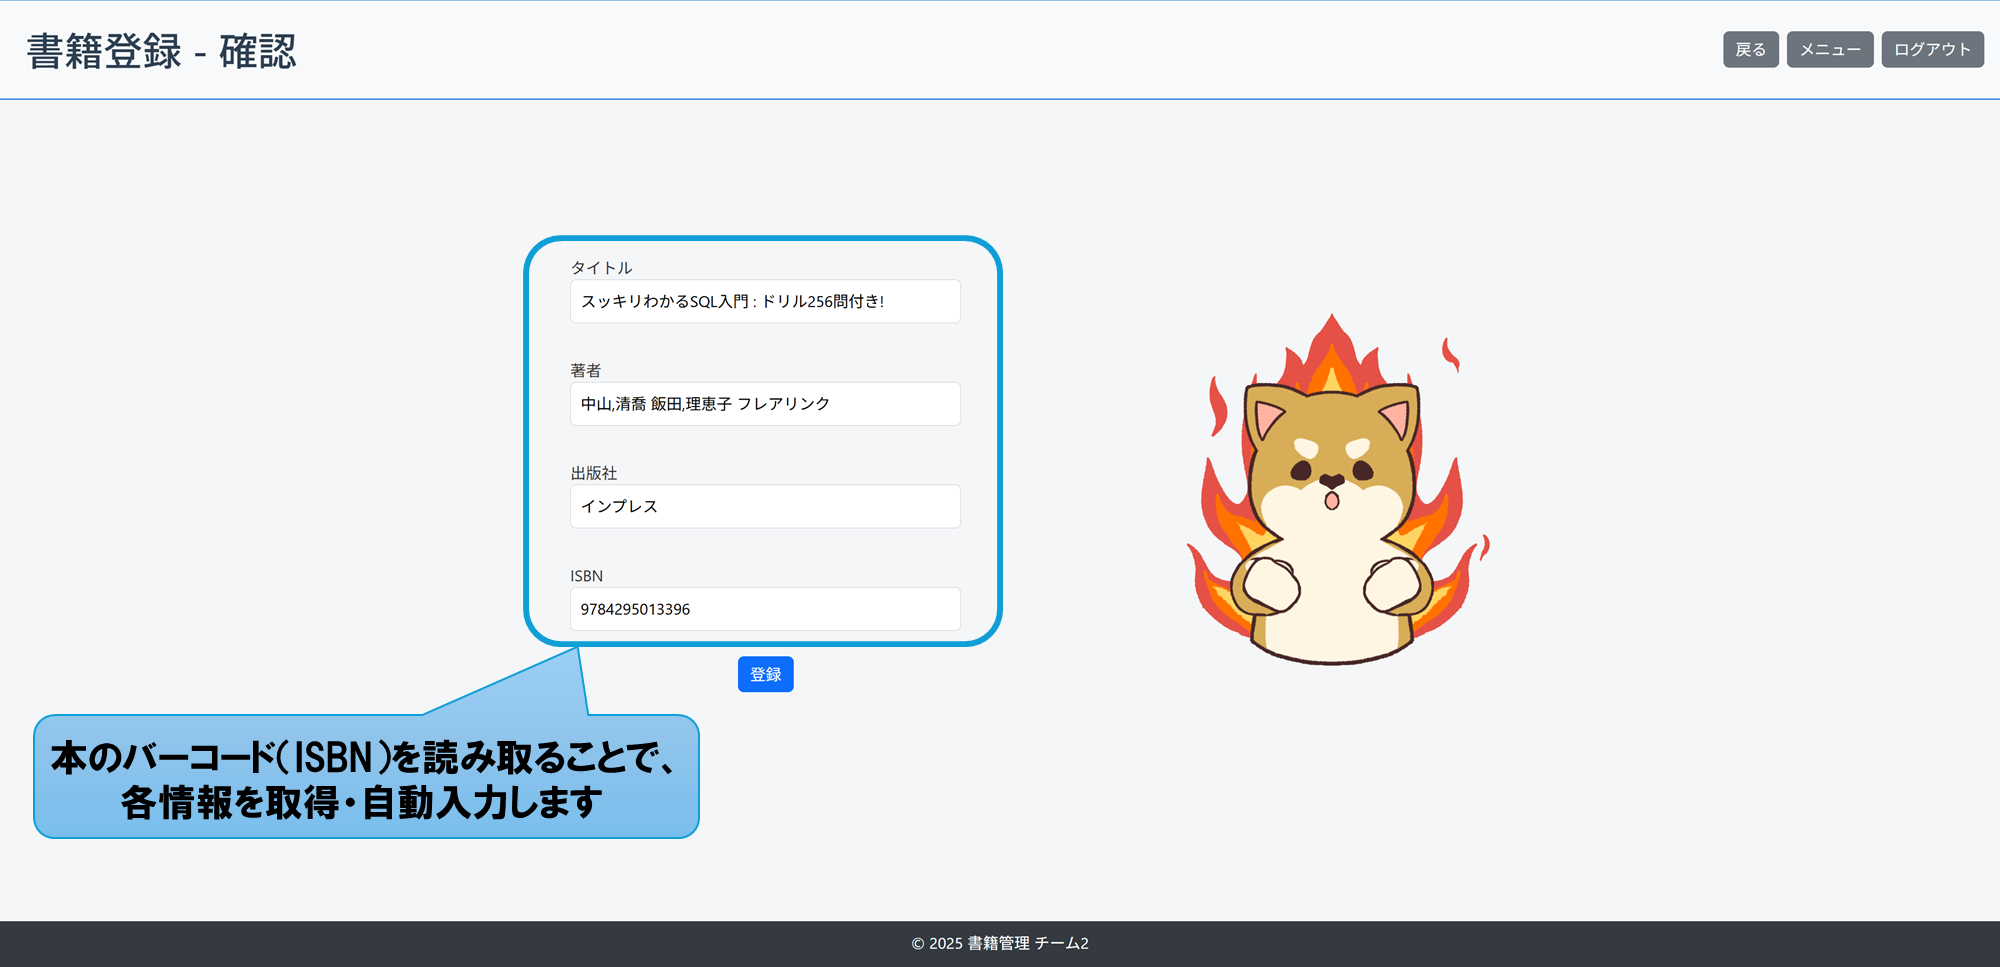 書籍登録 - 確認
戻る
メニュー
ログアウト
タイトル
スッキリわかるSQL入門 : ドリル256問付き!
著者
中山,清喬 飯田,理恵子 フレアリンク
出版社
インプレス
ISBN
9784295013396
登録
本のバーコード(ISBN)を読み取ることで、
各情報を取得・自動入力します
© 2025 書籍管理 チーム2